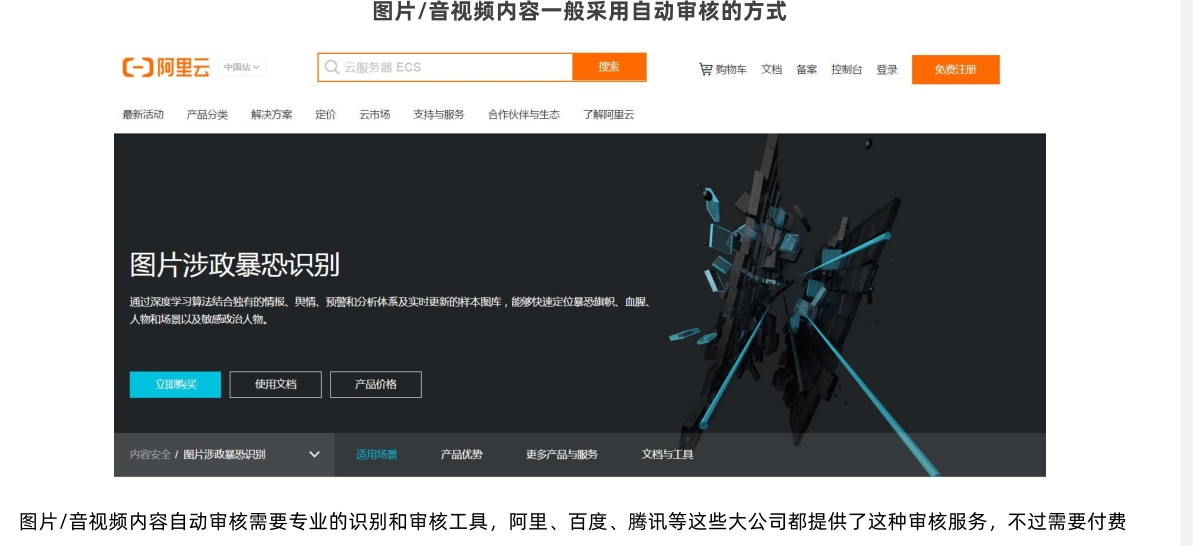 图片/音视频内容一般采用自动审核的方式
阿里云 中国站 云服务器 ECS 搜索 购物车 文档 备案 控制台 登录 免费注册
最新活动 产品分类 解决方案 定价 云市场 支持与服务 合作伙伴与生态 了解阿里云
图片涉政暴恐识别
通过深度学习算法结合独有的情报、舆情、预警和分析体系及实时更新的样本图库，能够快速定位暴恐旗帜、血腥、
人物和场景以及敏感政治人物。
立即购买 使用文档 产品价格
内容安全 / 图片涉政暴恐识别 适用场景 产品优势 更多产品与服务 文档与工具
图片/音视频内容自动审核需要专业的识别和审核工具，阿里、百度、腾讯等这些大公司都提供了这种审核服务，不过需要付费